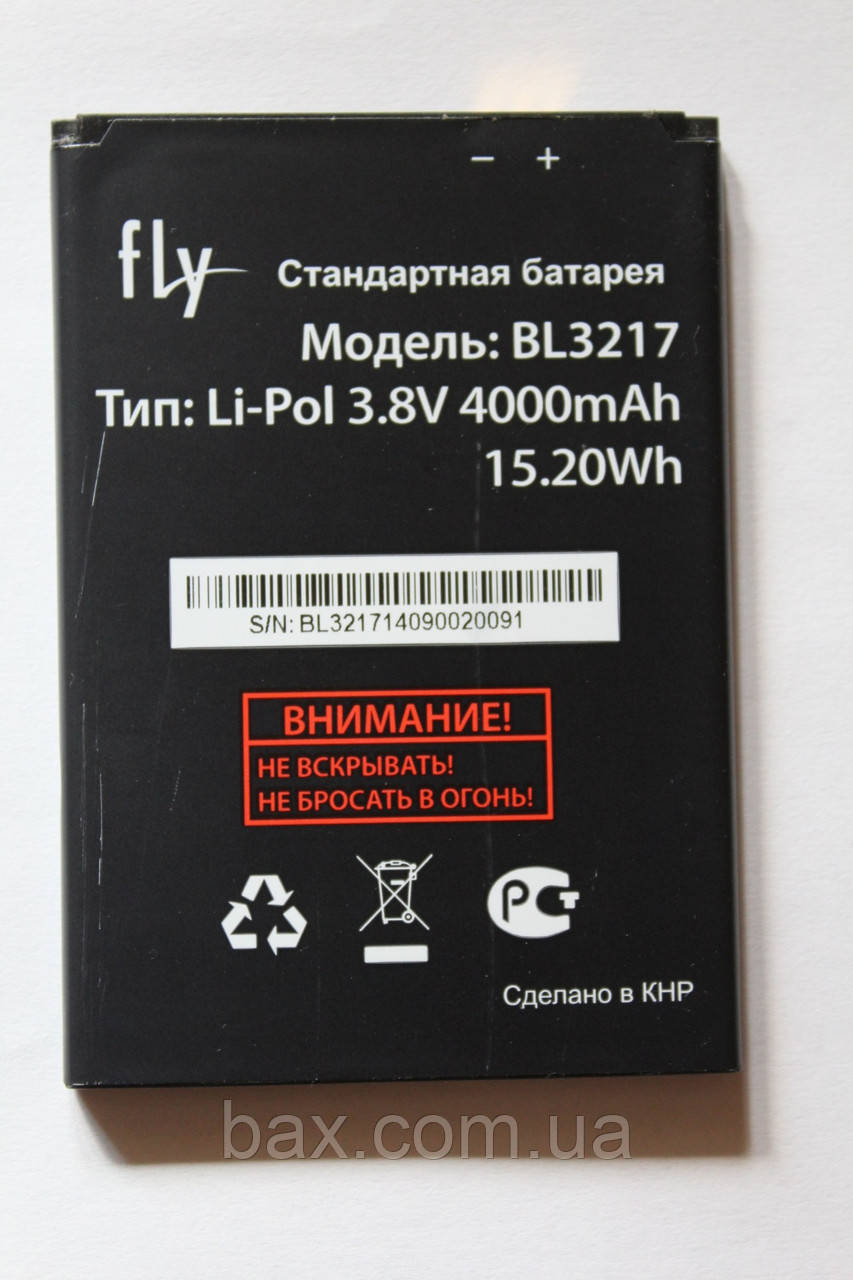 − +
fly
Стандартная батарея
Модель: BL3217
Тип: Li-Pol 3.8V 4000mAh
15.20Wh
S/N: BL321714090020091
ВНИМАНИЕ!
НЕ ВСКРЫВАТЬ!
НЕ БРОСАТЬ В ОГОНЬ!
РСТ
Сделано в КНР
bax.com.ua